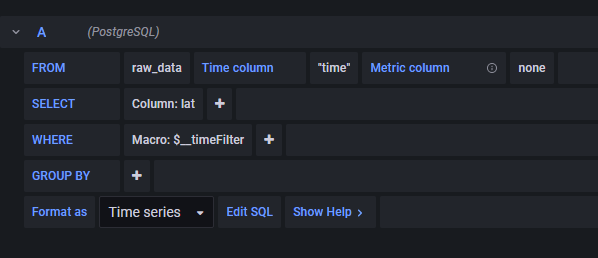 A (PostgreSQL)
FROM raw_data Time column "time" Metric column none
SELECT Column: lat +
WHERE Macro: $__timeFilter +
GROUP BY +
Format as Time series Edit SQL Show Help >